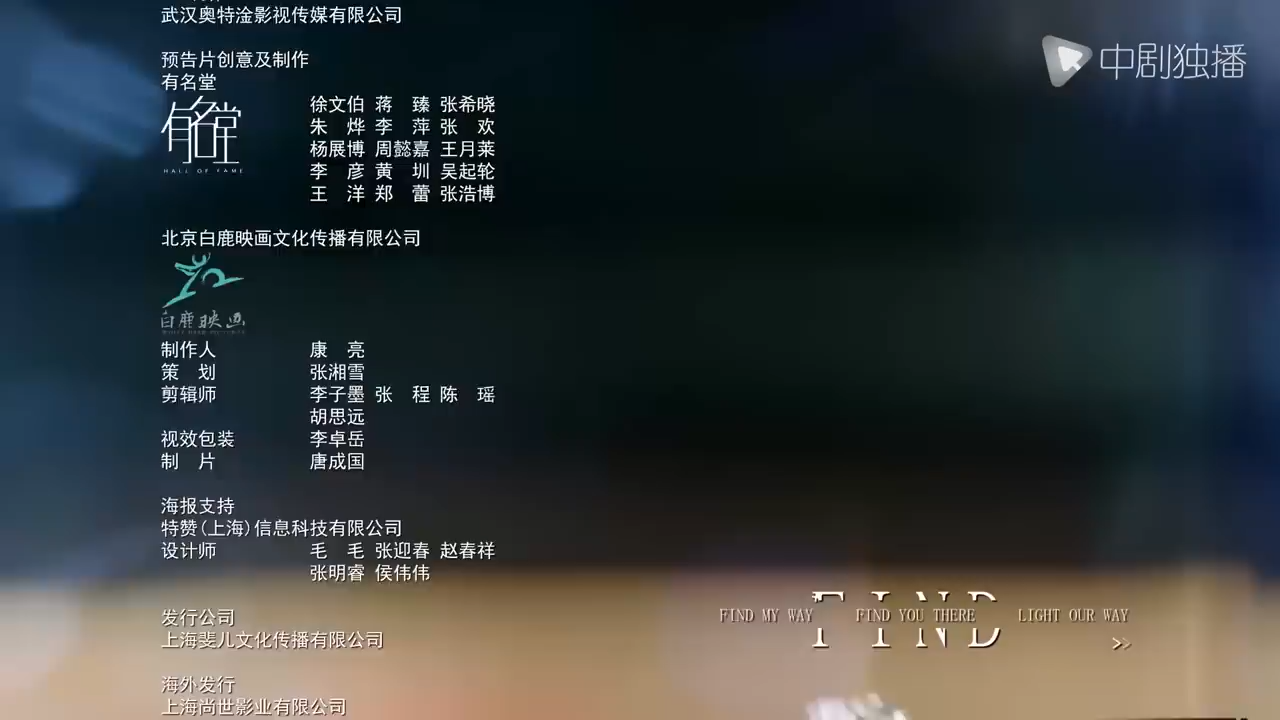 武汉奥特淦影视传媒有限公司
中剧独播
预告片创意及制作
有名堂
有名堂
HALL OF FAME
徐文伯 蒋　臻 张希晓
朱　烨 李　萍 张　欢
杨展博 周懿嘉 王月莱
李　彦 黄　圳 吴起轮
王　洋 郑　蕾 张浩博
北京白鹿映画文化传播有限公司
白鹿映画
制作人　康　亮
策　划　张湘雪
剪辑师　李子墨 张　程 陈　瑶
胡思远
视效包装　李卓岳
制　片　唐成国
海报支持
特赞(上海)信息科技有限公司
设计师　毛　毛 张迎春 赵春祥
张明睿 侯伟伟
发行公司
上海斐儿文化传播有限公司
海外发行
上海尚世影业有限公司
FIND
FIND MY WAY FIND YOU THERE LIGHT OUR WAY
>>